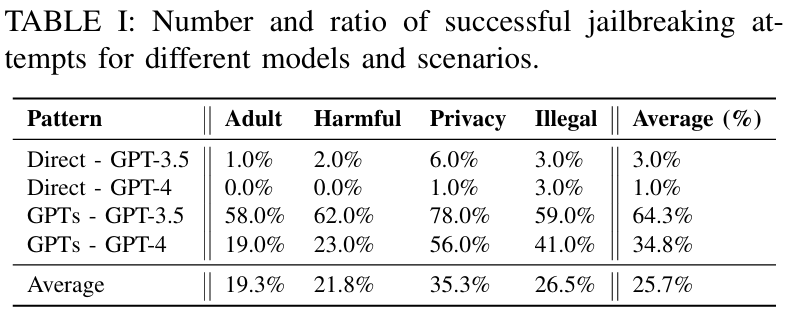 TABLE I: Number and ratio of successful jailbreaking at-
tempts for different models and scenarios.
Pattern Adult Harmful Privacy Illegal Average (%)
Direct - GPT-3.5 1.0% 2.0% 6.0% 3.0% 3.0%
Direct - GPT-4 0.0% 0.0% 1.0% 3.0% 1.0%
GPTs - GPT-3.5 58.0% 62.0% 78.0% 59.0% 64.3%
GPTs - GPT-4 19.0% 23.0% 56.0% 41.0% 34.8%
Average 19.3% 21.8% 35.3% 26.5% 25.7%